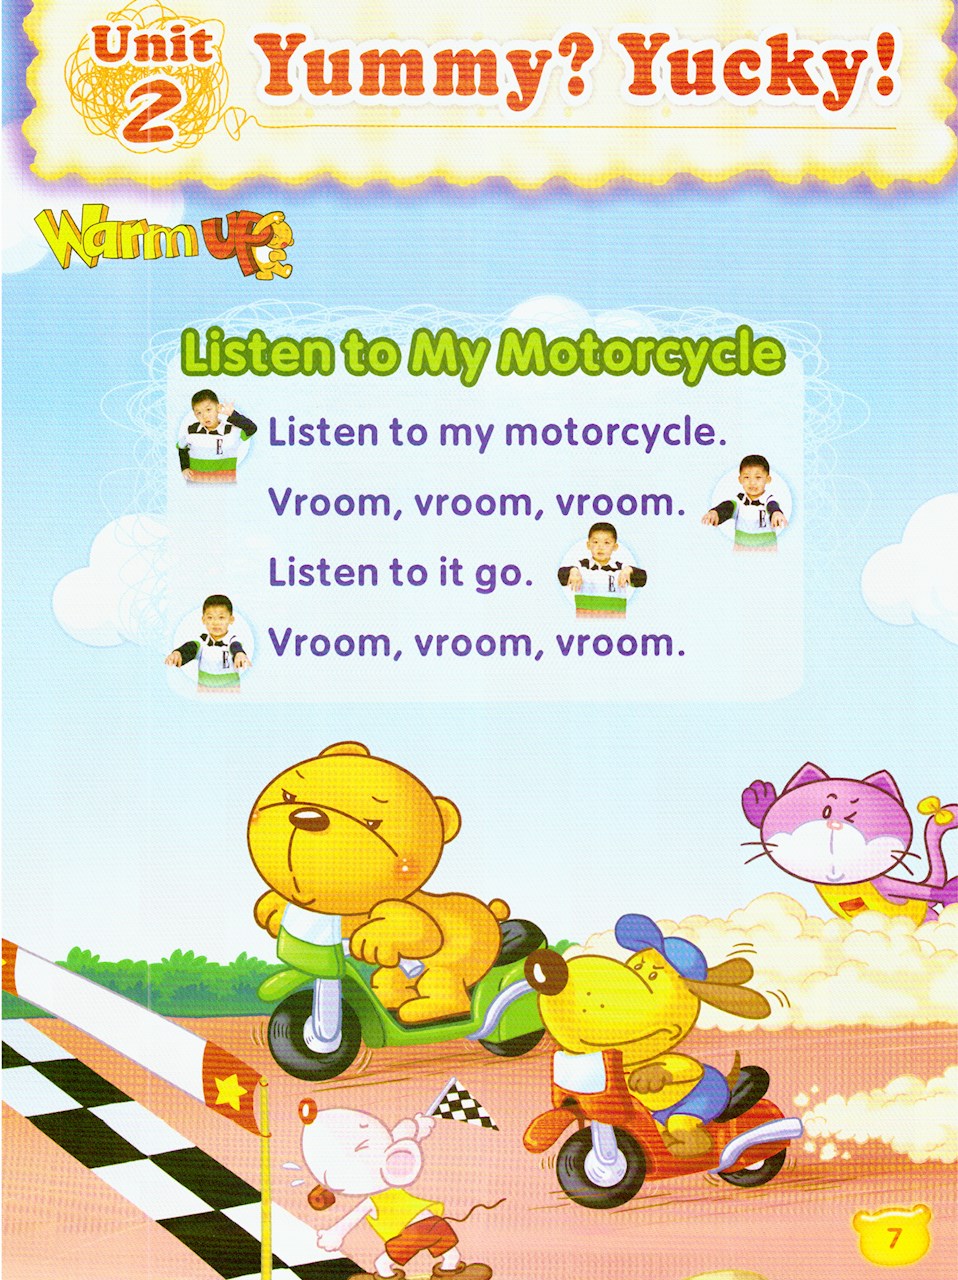 Unit
2
Yummy? Yucky!
Warm up
Listen to My Motorcycle
Listen to my motorcycle.
Vroom, vroom, vroom.
Listen to it go.
Vroom, vroom, vroom.
E
E
E
E
7